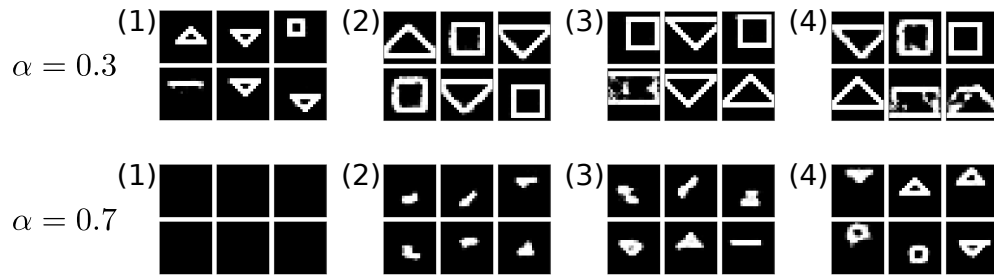 (1) (2) (3) (4)
α = 0.3
(1) (2) (3) (4)
α = 0.7